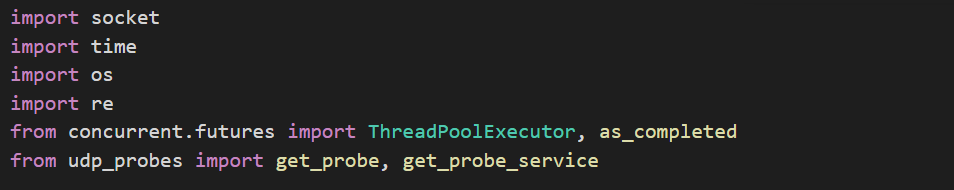 import socket
import time
import os
import re
from concurrent.futures import ThreadPoolExecutor, as_completed
from udp_probes import get_probe, get_probe_service